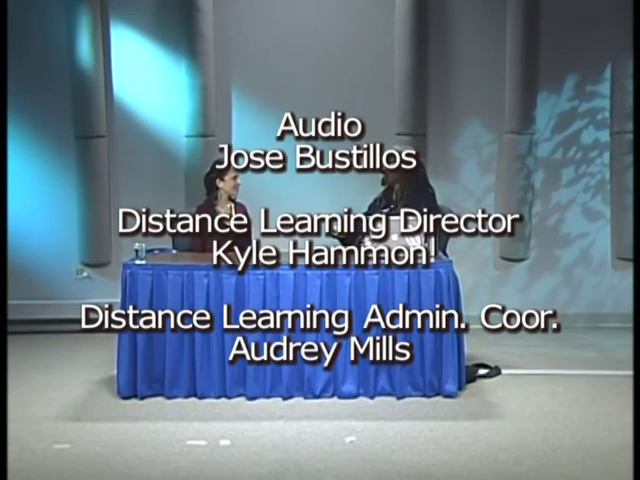 Audio
Jose Bustillos
Distance Learning Director
Kyle Hammon!
Distance Learning Admin. Coor.
Audrey Mills